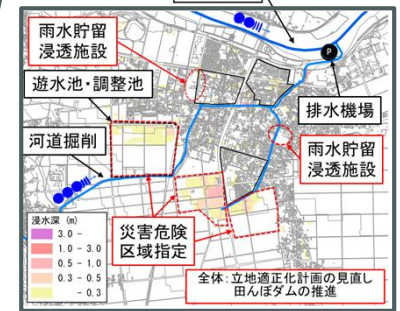 雨水貯留
浸透施設
P
遊水池・調整池
排水機場
河道掘削
雨水貯留
浸透施設
浸水深 (m)
3.0 -
1.0 - 3.0
0.5 - 1.0
0.3 - 0.5
- 0.3
災害危険
区域指定
全体：立地適正化計画の見直し
田んぼダムの推進